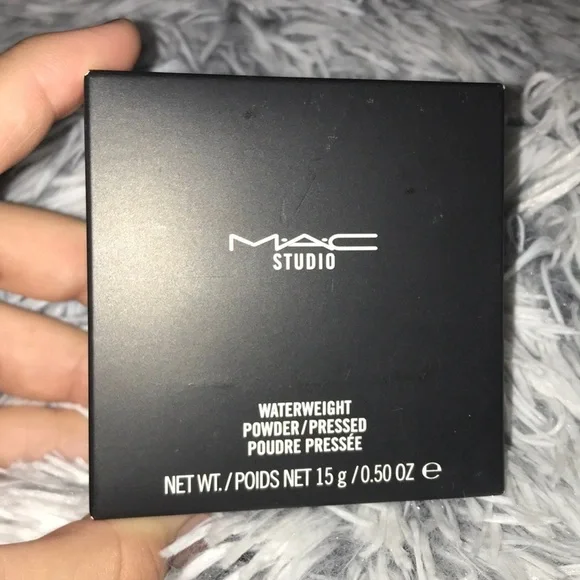 M·A·C
STUDIO
WATERWEIGHT
POWDER/PRESSED
POUDRE PRESSÉE
NET WT./POIDS NET 15 g/0.50 OZ ℮